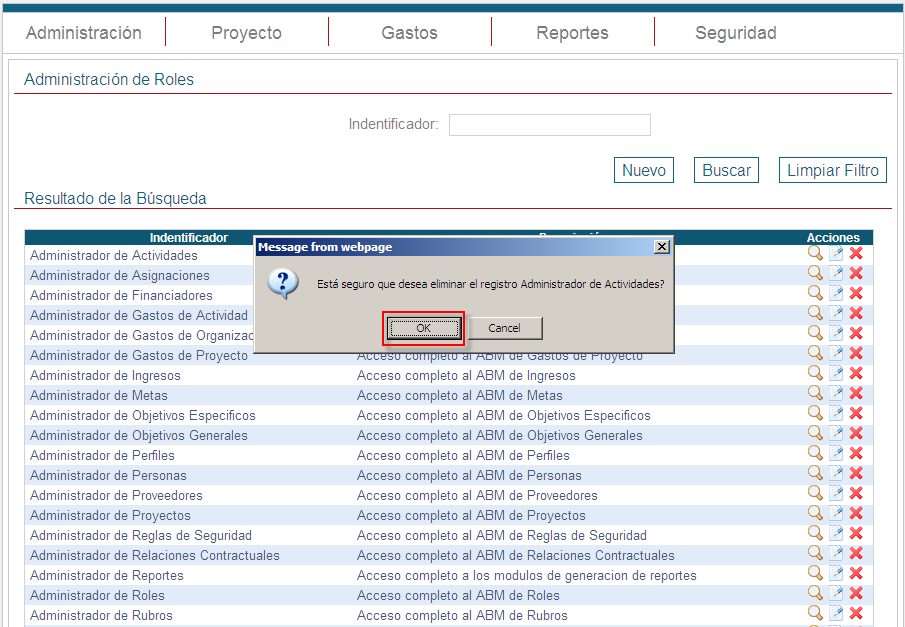 Administración Proyecto Gastos Reportes Seguridad
Administración de Roles
Indentificador:
Nuevo Buscar Limpiar Filtro
Resultado de la Búsqueda
Indentificador Acciones
Message from webpage
Administrador de Actividades
Administrador de Asignaciones
Está seguro que desea eliminar el registro Administrador de Actividades?
Administrador de Financiadores
Administrador de Gastos de Actividad
Administrador de Gastos de Organizac
OK Cancel
Administrador de Gastos de Proyecto Acceso completo al ABM de Gastos de Proyecto
Administrador de Ingresos Acceso completo al ABM de Ingresos
Administrador de Metas Acceso completo al ABM de Metas
Administrador de Objetivos Especificos Acceso completo al ABM de Objetivos Especificos
Administrador de Objetivos Generales Acceso completo al ABM de Objetivos Generales
Administrador de Perfiles Acceso completo al ABM de Perfiles
Administrador de Personas Acceso completo al ABM de Personas
Administrador de Proveedores Acceso completo al ABM de Proveedores
Administrador de Proyectos Acceso completo al ABM de Proyectos
Administrador de Reglas de Seguridad Acceso completo al ABM de Reglas de Seguridad
Administrador de Relaciones Contractuales Acceso completo al ABM de Relaciones Contractuales
Administrador de Reportes Acceso completo a los modulos de generacion de reportes
Administrador de Roles Acceso completo al ABM de Roles
Administrador de Rubros Acceso completo al ABM de Rubros